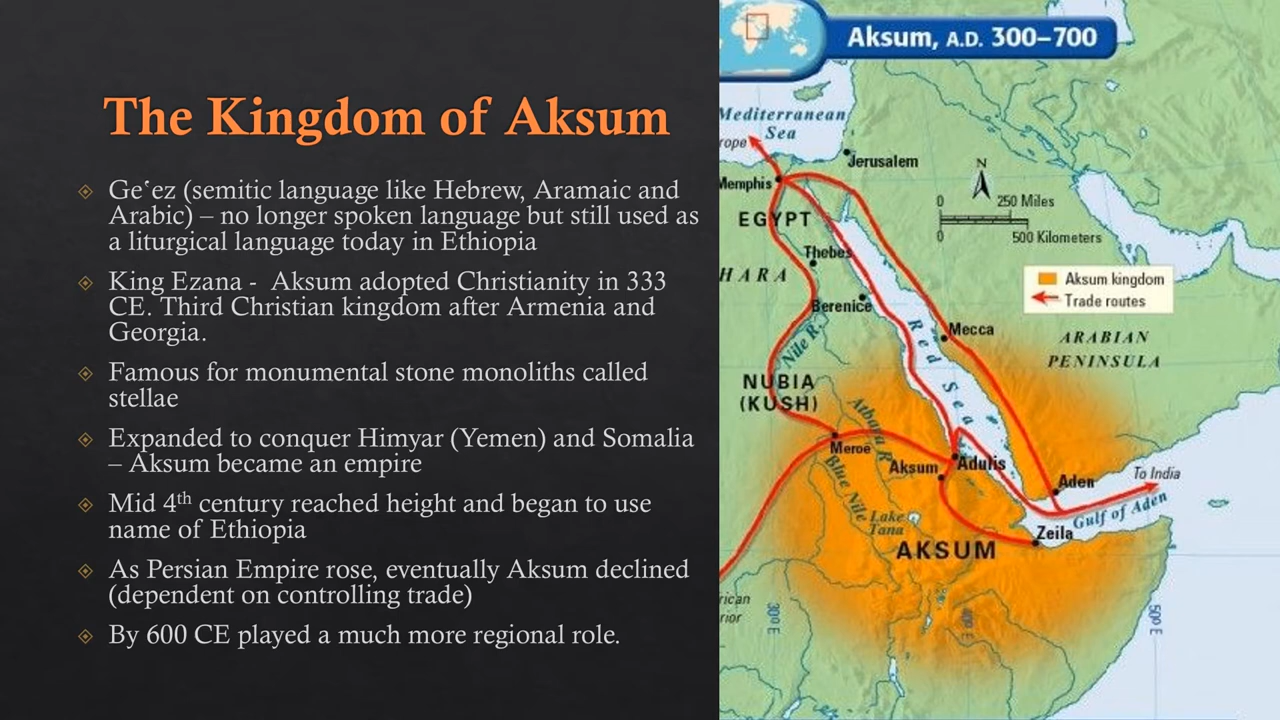 The Kingdom of Aksum
Geʽez (semitic language like Hebrew, Aramaic and
Arabic) – no longer spoken language but still used as
a liturgical language today in Ethiopia
King Ezana - Aksum adopted Christianity in 333
CE. Third Christian kingdom after Armenia and
Georgia.
Famous for monumental stone monoliths called
stellae
Expanded to conquer Himyar (Yemen) and Somalia
– Aksum became an empire
Mid 4th century reached height and began to use
name of Ethiopia
As Persian Empire rose, eventually Aksum declined
(dependent on controlling trade)
By 600 CE played a much more regional role.
Aksum, A.D. 300–700
Mediterranean
Sea
rope
Jerusalem
Memphis
N
0 250 Miles
0 500 Kilometers
EGYPT
Thebes
HARA
Aksum kingdom
Trade routes
Berenice
Nile R.
Red Sea
Mecca
ARABIAN
PENINSULA
NUBIA
(KUSH)
Atbara R.
Meroë
Blue Nile
Aksum
Adulis
Aden
To India
Gulf of Aden
Lake
Tana
Zeila
AKSUM
rican
rior
30º E
40º E
50º E